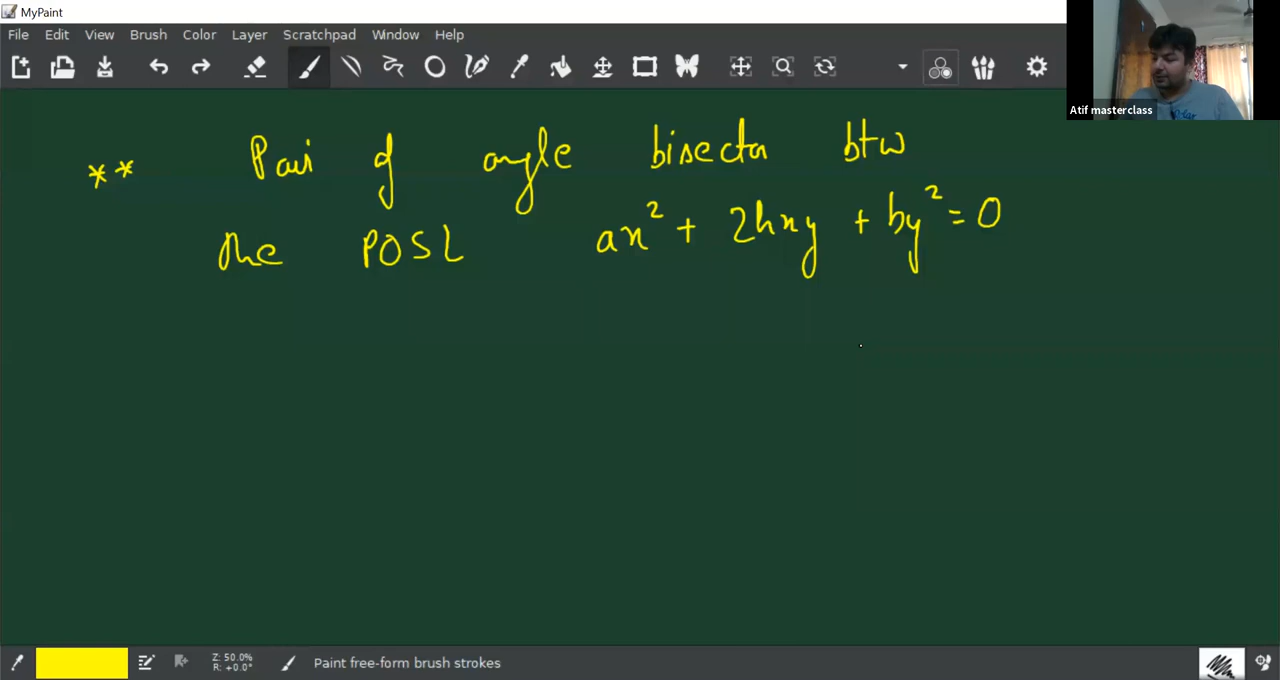 MyPaint
File Edit View Brush Color Layer Scratchpad Window Help
Atif masterclass
** Pair of angle bisector btw
the POSL ax² + 2hxy + by² = 0
Z: 50.0%
R: +0.0°
Paint free-form brush strokes